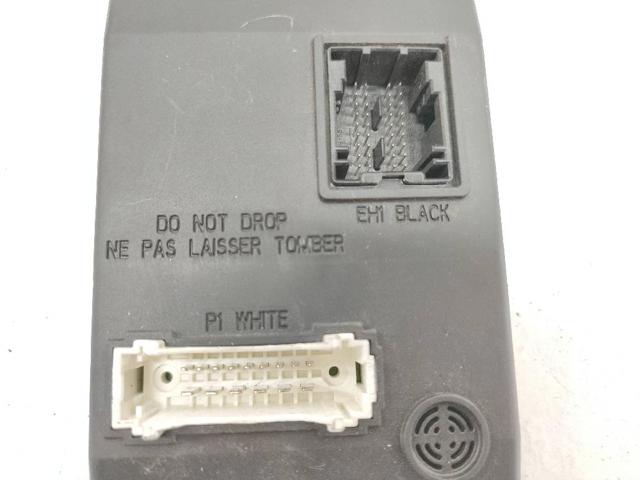 EH1 BLACK
DO NOT DROP
NE PAS LAISSER TOMBER
P1 WHITE